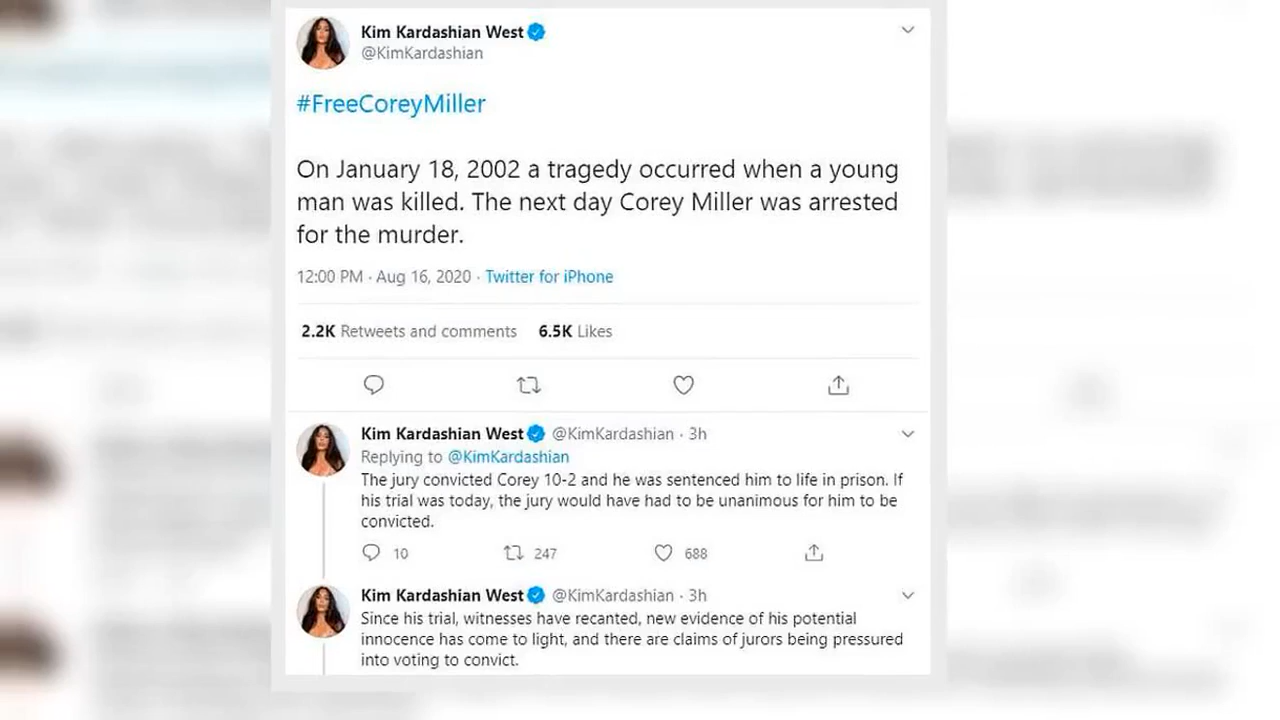 Kim Kardashian West
@KimKardashian
#FreeCoreyMiller
On January 18, 2002 a tragedy occurred when a young
man was killed. The next day Corey Miller was arrested
for the murder.
12:00 PM · Aug 16, 2020 · Twitter for iPhone
2.2K Retweets and comments 6.5K Likes
Kim Kardashian West @KimKardashian · 3h
Replying to @KimKardashian
The jury convicted Corey 10-2 and he was sentenced him to life in prison. If
his trial was today, the jury would have had to be unanimous for him to be
convicted.
10 247 688
Kim Kardashian West @KimKardashian · 3h
Since his trial, witnesses have recanted, new evidence of his potential
innocence has come to light, and there are claims of jurors being pressured
into voting to convict.